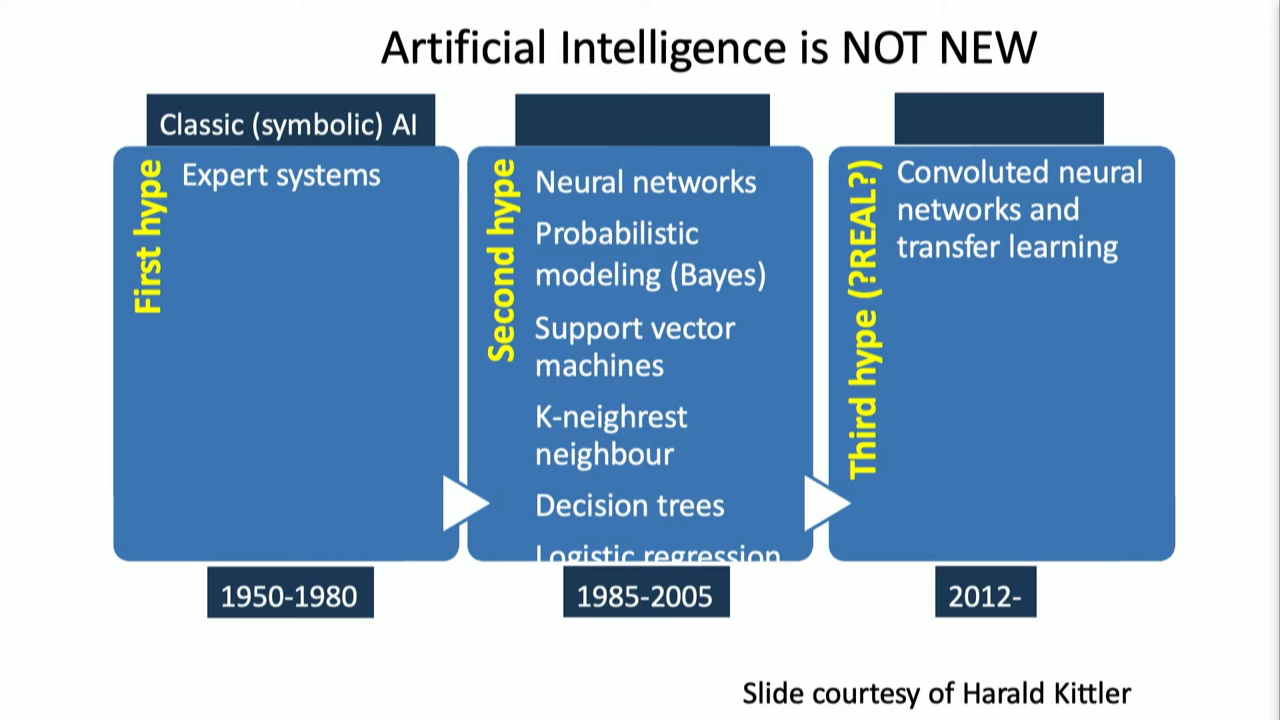 Artificial Intelligence is NOT NEW
Classic (symbolic) AI
First hype
Expert systems
1950-1980
Second hype
Neural networks
Probabilistic
modeling (Bayes)
Support vector
machines
K-neighrest
neighbour
Decision trees
Logistic regression
1985-2005
Third hype (?REAL?)
Convoluted neural
networks and
transfer learning
2012-
Slide courtesy of Harald Kittler